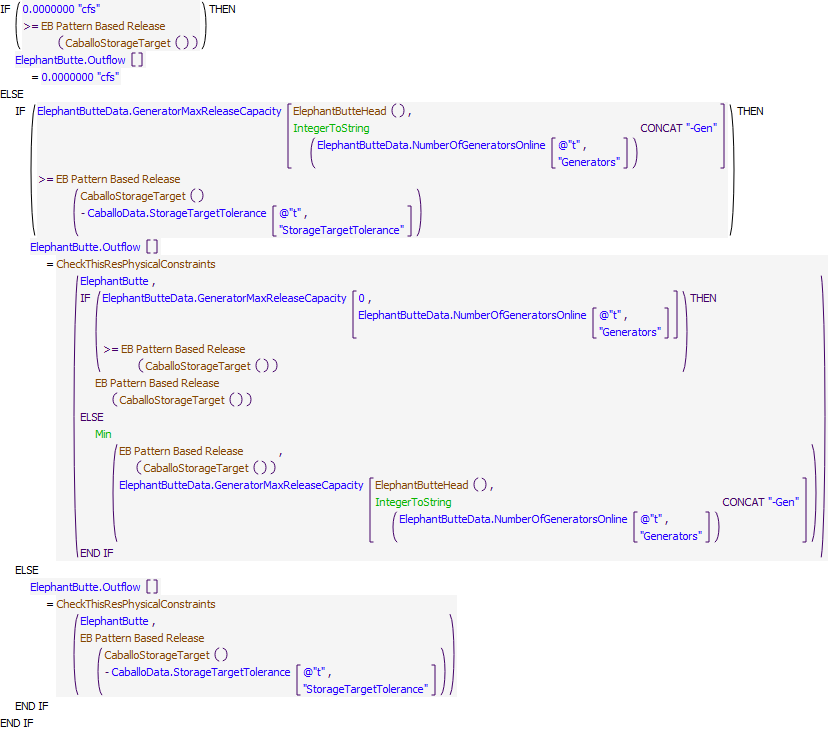 IF ( 0.0000000 "cfs" ) THEN
>= EB Pattern Based Release
( CaballoStorageTarget ( ) )
ElephantButte.Outflow [ ]
= 0.0000000 "cfs"
ELSE
IF ( ElephantButteData.GeneratorMaxReleaseCapacity [ ElephantButteHead ( ) , ] ) THEN
IntegerToString CONCAT "-Gen"
( ElephantButteData.NumberOfGeneratorsOnline [ @"t" , ] )
"Generators"
>= EB Pattern Based Release
( CaballoStorageTarget ( ) )
- CaballoData.StorageTargetTolerance [ @"t" , ]
"StorageTargetTolerance"
ElephantButte.Outflow [ ]
= CheckThisResPhysicalConstraints
( ElephantButte , )
IF ( ElephantButteData.GeneratorMaxReleaseCapacity [ 0 , ] ) THEN
ElephantButteData.NumberOfGeneratorsOnline [ @"t" , ]
"Generators"
>= EB Pattern Based Release
( CaballoStorageTarget ( ) )
EB Pattern Based Release
( CaballoStorageTarget ( ) )
ELSE
Min
( EB Pattern Based Release , )
( CaballoStorageTarget ( ) )
ElephantButteData.GeneratorMaxReleaseCapacity [ ElephantButteHead ( ) , ]
IntegerToString CONCAT "-Gen"
( ElephantButteData.NumberOfGeneratorsOnline [ @"t" , ] )
"Generators"
END IF
ELSE
ElephantButte.Outflow [ ]
= CheckThisResPhysicalConstraints
( ElephantButte , )
EB Pattern Based Release
( CaballoStorageTarget ( ) )
- CaballoData.StorageTargetTolerance [ @"t" , ]
"StorageTargetTolerance"
END IF
END IF